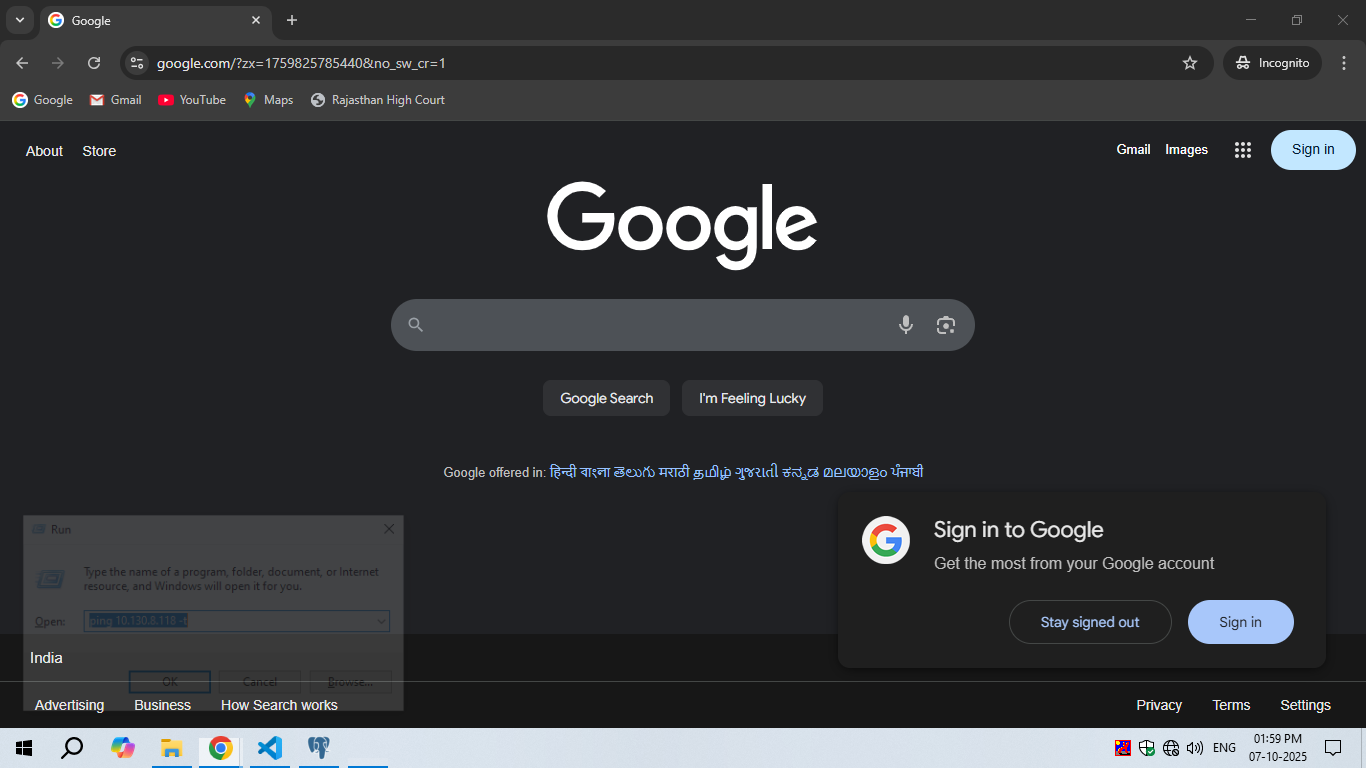 Google
google.com/?zx=1759825785440&no_sw_cr=1
Incognito
Google Gmail YouTube Maps Rajasthan High Court
About Store
Gmail Images Sign in
Google
Google Search I'm Feeling Lucky
Google offered in: हिन्दी বাংলা తెలుగు मराठी தமிழ் ગુજરાતી ಕನ್ನಡ മലയാളം ਪੰਜਾਬੀ
Sign in to Google
Get the most from your Google account
Stay signed out Sign in
Run
Type the name of a program, folder, document, or Internet
resource, and Windows will open it for you.
Open: ping 10.130.8.118 -t
OK Cancel Browse...
India
Advertising Business How Search works
Privacy Terms Settings
ENG
01:59 PM
07-10-2025